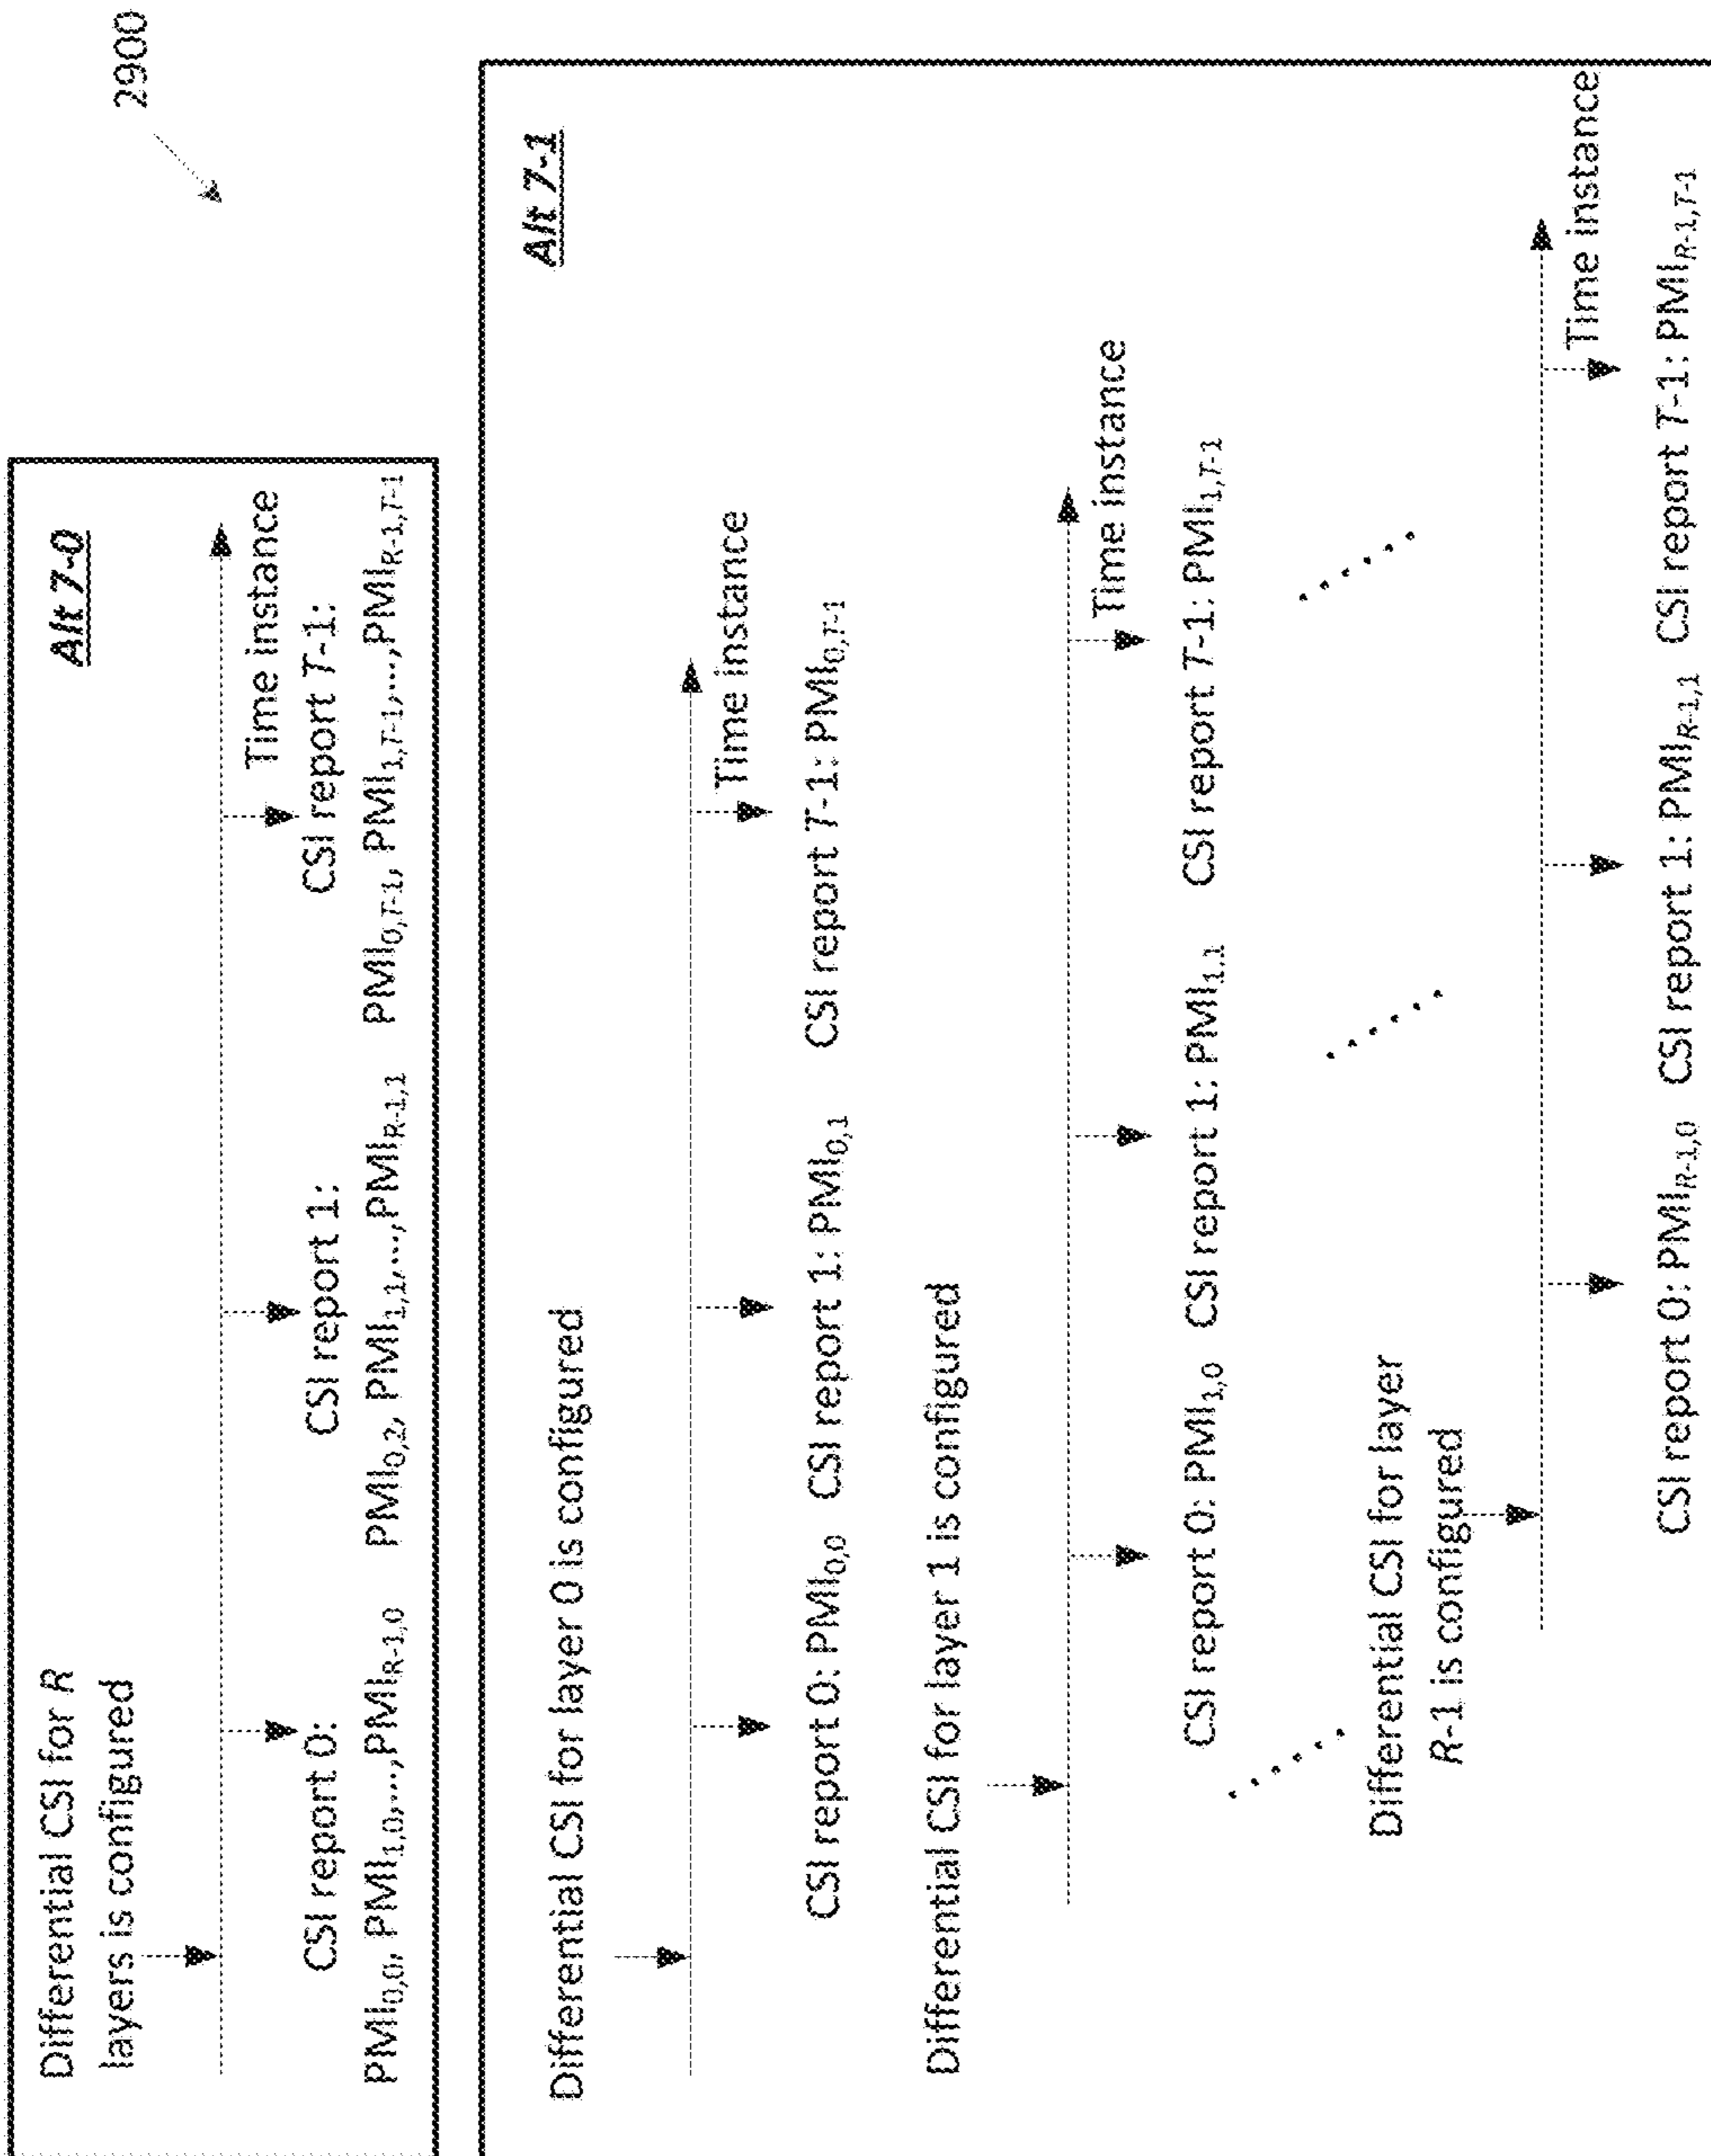 2900
Alt 7-0
Differential CSI for R
layers is configured
Time instance
CSI report 0:
CSI report 1:
CSI report T-1:
PMI0,0, PMI1,0,...,PMIR-1,0
PMI0,2, PMI1,1,...,PMIR-1,1
PMI0,T-1, PMI1,T-1,...,PMIR-1,T-1
Alt 7-1
Differential CSI for layer 0 is configured
Time instance
CSI report 0: PMI0,0
CSI report 1: PMI0,1
CSI report T-1: PMI0,T-1
Differential CSI for layer 1 is configured
Time instance
CSI report 0: PMI1,0
CSI report 1: PMI1,1
CSI report T-1: PMI1,T-1
Differential CSI for layer
R-1 is configured
Time instance
CSI report 0: PMIR-1,0
CSI report 1: PMIR-1,1
CSI report T-1: PMIR-1,T-1